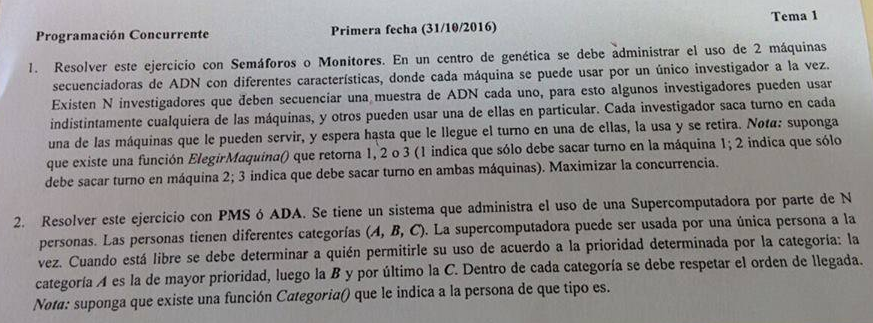 Programación Concurrente Primera fecha (31/10/2016) Tema 1
1. Resolver este ejercicio con Semáforos o Monitores. En un centro de genética se debe administrar el uso de 2 máquinas
secuenciadoras de ADN con diferentes características, donde cada máquina se puede usar por un único investigador a la vez.
Existen N investigadores que deben secuenciar una muestra de ADN cada uno, para esto algunos investigadores pueden usar
indistintamente cualquiera de las máquinas, y otros pueden usar una de ellas en particular. Cada investigador saca turno en cada
una de las máquinas que le pueden servir, y espera hasta que le llegue el turno en una de ellas, la usa y se retira. Nota: suponga
que existe una función ElegirMaquina() que retorna 1, 2 o 3 (1 indica que sólo debe sacar turno en la máquina 1; 2 indica que sólo
debe sacar turno en máquina 2; 3 indica que debe sacar turno en ambas máquinas). Maximizar la concurrencia.
2. Resolver este ejercicio con PMS ó ADA. Se tiene un sistema que administra el uso de una Supercomputadora por parte de N
personas. Las personas tienen diferentes categorías (A, B, C). La supercomputadora puede ser usada por una única persona a la
vez. Cuando está libre se debe determinar a quién permitirle su uso de acuerdo a la prioridad determinada por la categoría: la
categoría A es la de mayor prioridad, luego la B y por último la C. Dentro de cada categoría se debe respetar el orden de llegada.
Nota: suponga que existe una función Categoria() que le indica a la persona de que tipo es.